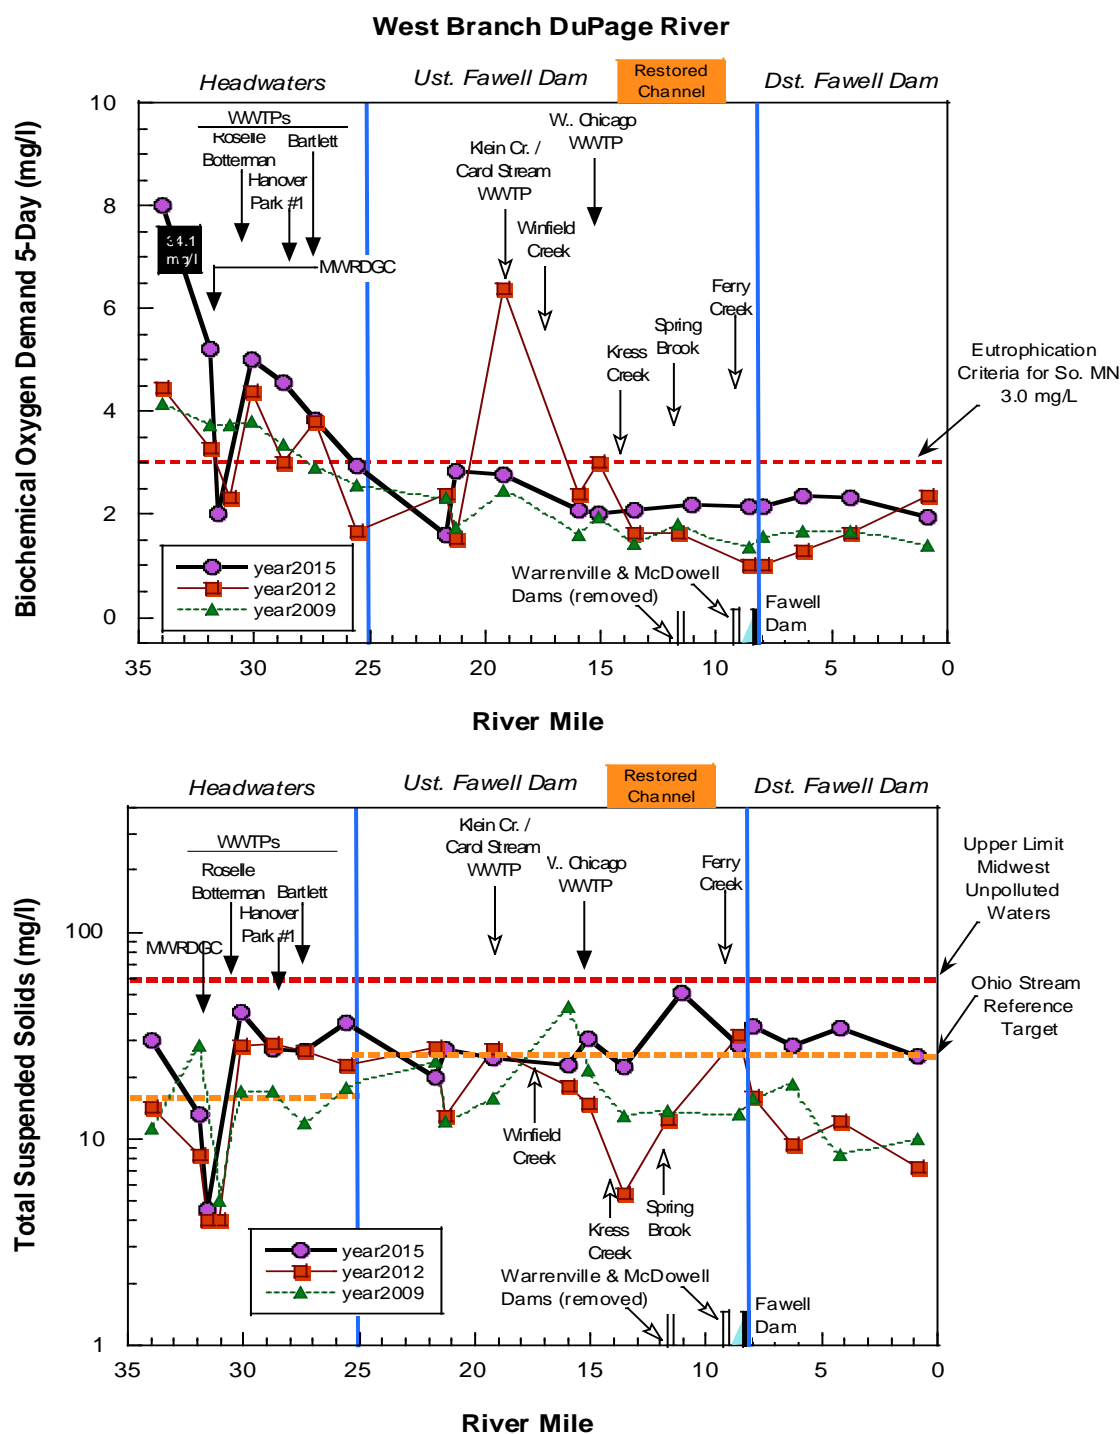 West Branch DuPage River
Headwaters
Ust. Fawell Dam
Restored
Channel
Dst. Fawell Dam
Biochemical Oxygen Demand 5-Day (mg/l)
10
8
6
4
2
0
WWTPs
Roselle
Botterman
Bartlett
Hanover
Park #1
MWRDGC
34.1
mg/l
Klein Cr. /
Carol Stream
WWTP
W.. Chicago
WWTP
Winfield
Creek
Kress
Creek
Spring
Brook
Ferry
Creek
Eutrophication
Criteria for So. MN
3.0 mg/L
year2015
year2012
year2009
Warrenville & McDowell
Dams (removed)
Fawell
Dam
35 30 25 20 15 10 5 0
River Mile
Headwaters
Ust. Fawell Dam
Restored
Channel
Dst. Fawell Dam
Total Suspended Solids (mg/l)
100
10
1
WWTPs
Roselle
Botterman
Bartlett
Hanover
Park #1
MWRDGC
Klein Cr. /
Carol Stream
WWTP
V.. Chicago
WWTP
Ferry
Creek
Upper Limit
Midwest
Unpolluted
Waters
Ohio Stream
Reference
Target
Winfield
Creek
Kress
Creek
Spring
Brook
year2015
year2012
year2009
Warrenville & McDowell
Dams (removed)
Fawell
Dam
35 30 25 20 15 10 5 0
River Mile